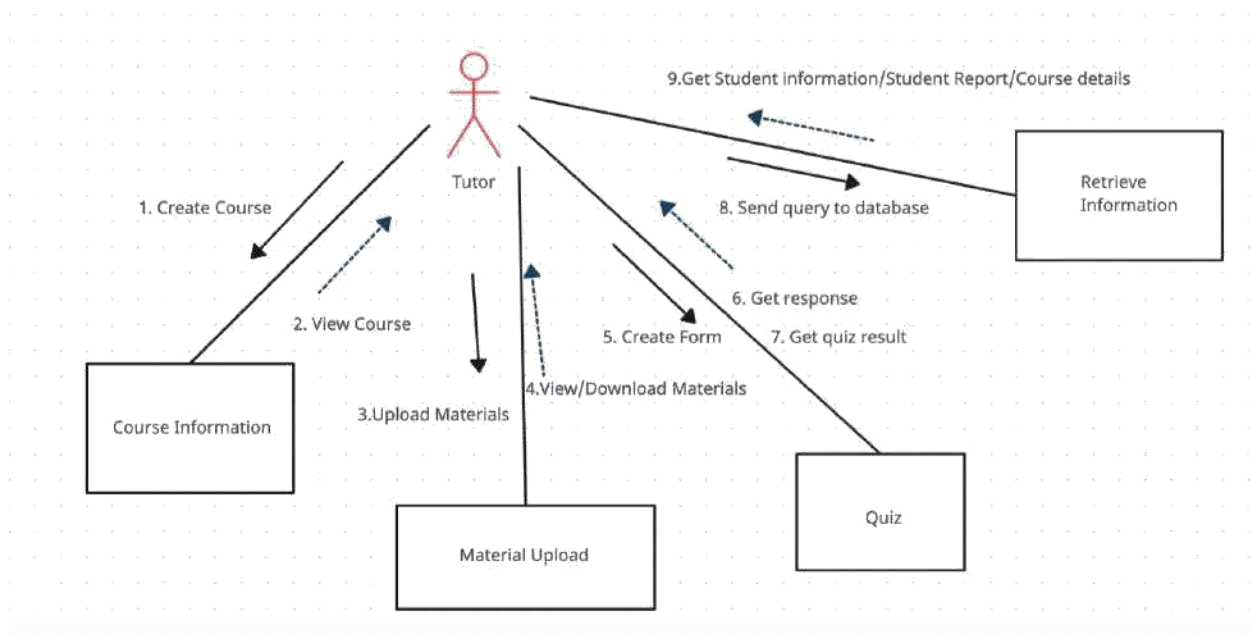 9.Get Student information/Student Report/Course details
Tutor
Retrieve
Information
1. Create Course
8. Send query to database
2. View Course
6. Get response
5. Create Form
7. Get quiz result
4.View/Download Materials
3.Upload Materials
Course Information
Quiz
Material Upload